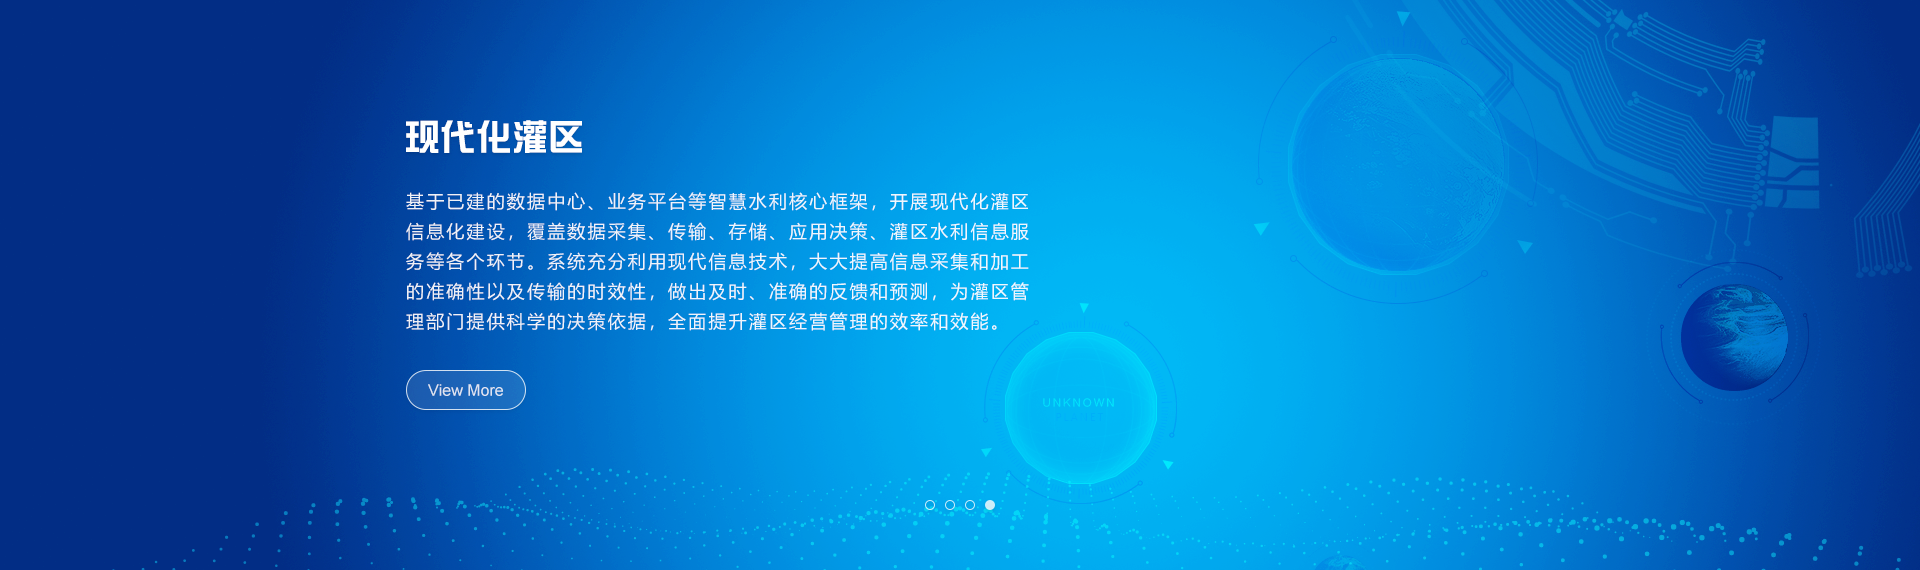 现代化灌区
基于已建的数据中心、业务平台等智慧水利核心框架，开展现代化灌区
信息化建设，覆盖数据采集、传输、存储、应用决策、灌区水利信息服
务等各个环节。系统充分利用现代信息技术，大大提高信息采集和加工
的准确性以及传输的时效性，做出及时、准确的反馈和预测，为灌区管
理部门提供科学的决策依据，全面提升灌区经营管理的效率和效能。
View More
UNKNOWN